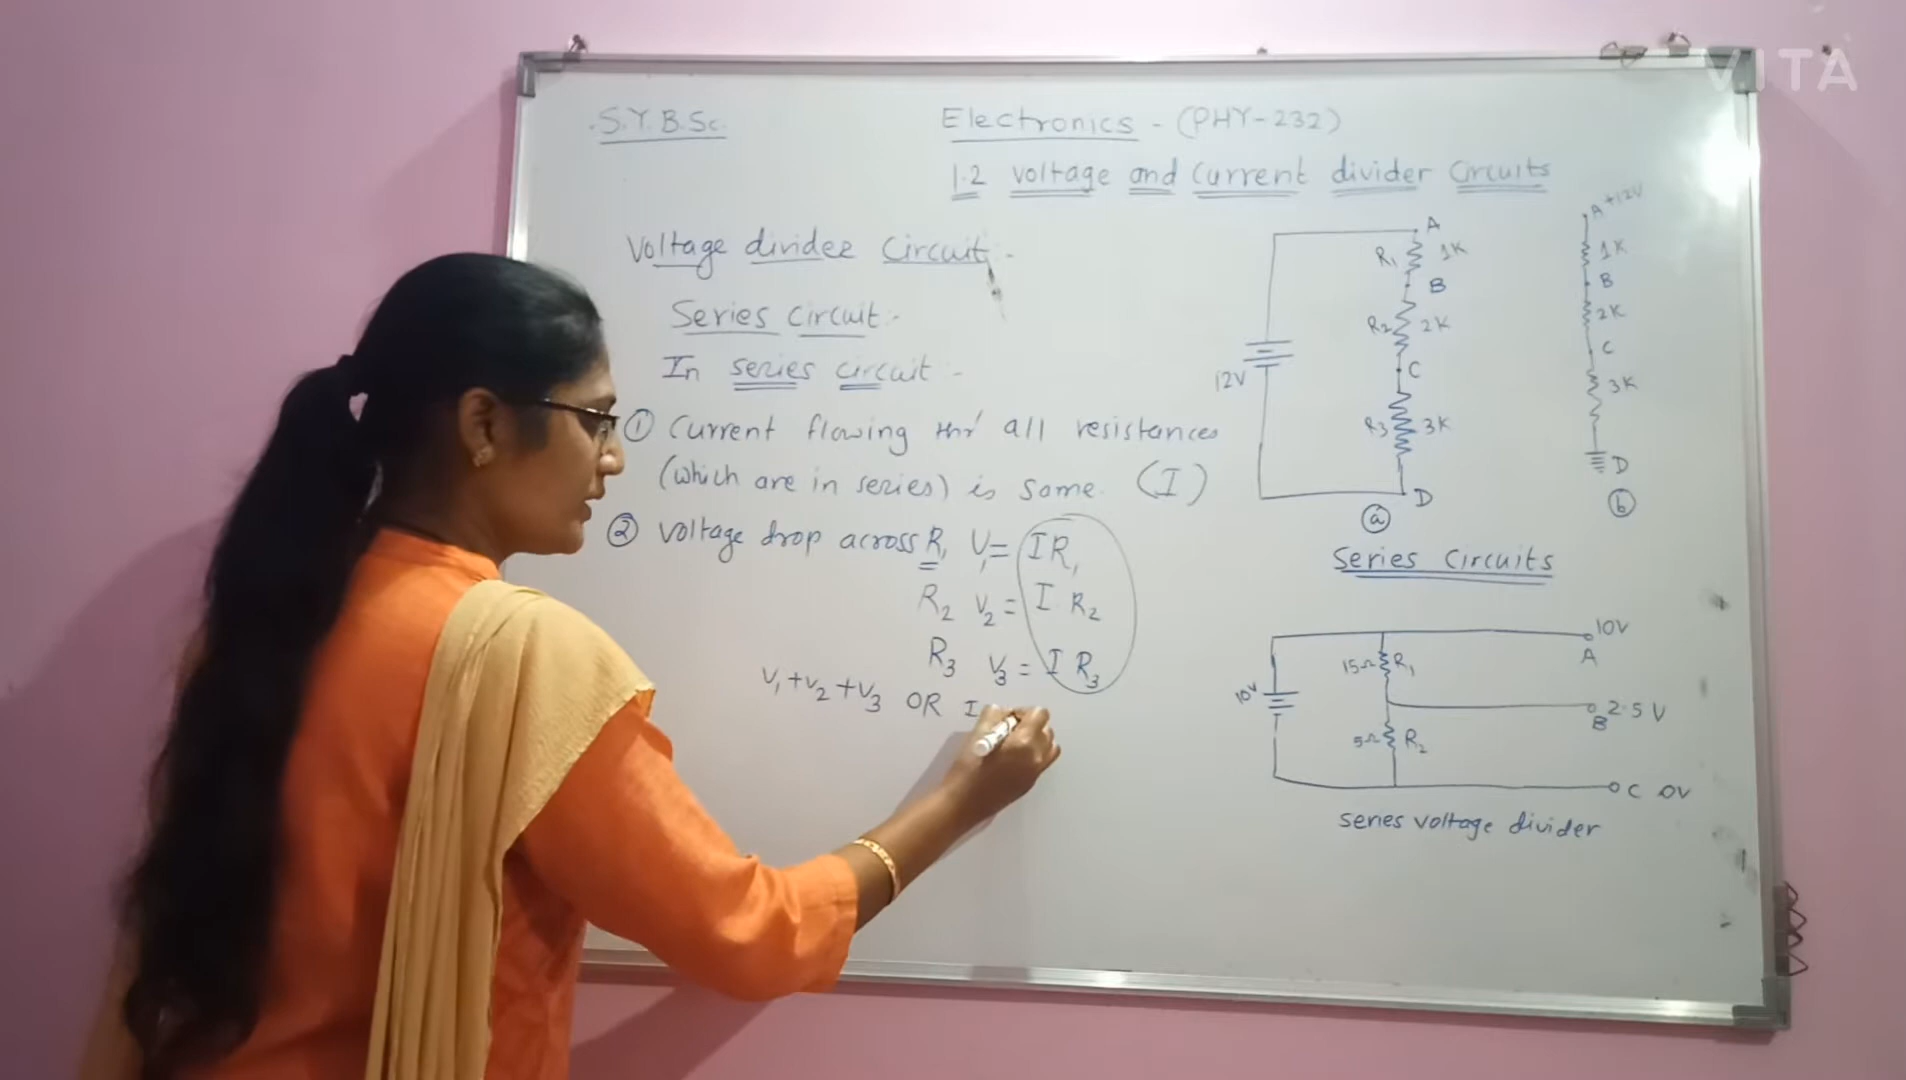 S.Y.B.Sc.
Electronics - (PHY-232)
1.2 voltage and current divider circuits
Voltage divider Circuit :-
Series circuit :-
In series circuit :-
① Current flowing thr' all resistances
(which are in series) is same. (I)
② Voltage drop across R₁ V₁= IR₁
R₂ V₂ = I R₂
R₃ V₃ = I R₃
V₁+V₂+V₃ OR I
A
R₁ 1K
B
R₂ 2K
C
12V
R₃ 3K
D
ⓐ
A +12V
1K
B
2K
C
3K
D
ⓑ
Series Circuits
10V
A
15Ω R₁
10V
B 2.5 V
5Ω R₂
C 0V
series voltage divider
VITA